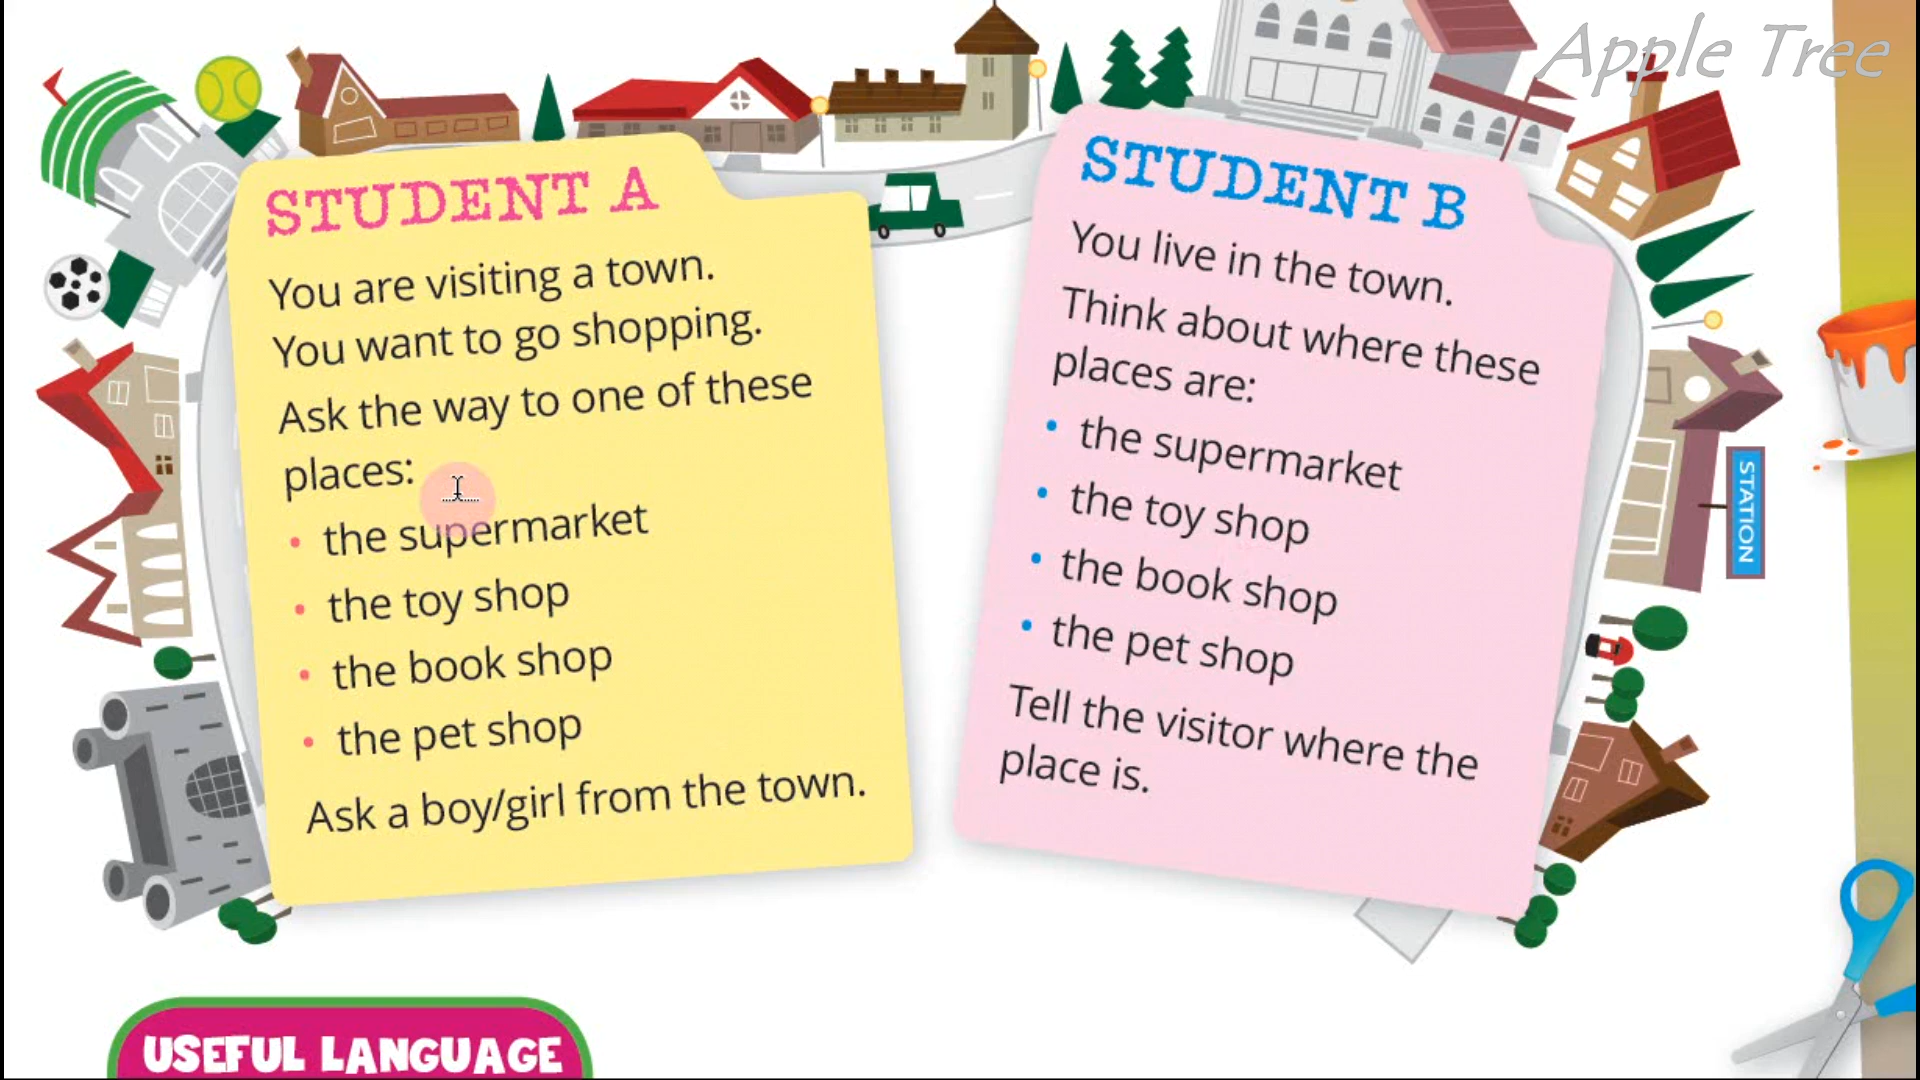 Apple Tree
STUDENT A
You are visiting a town.
You want to go shopping.
Ask the way to one of these
places:
• the supermarket
• the toy shop
• the book shop
• the pet shop
Ask a boy/girl from the town.
STUDENT B
You live in the town.
Think about where these
places are:
• the supermarket
• the toy shop
• the book shop
• the pet shop
Tell the visitor where the
place is.
STATION
USEFUL LANGUAGE